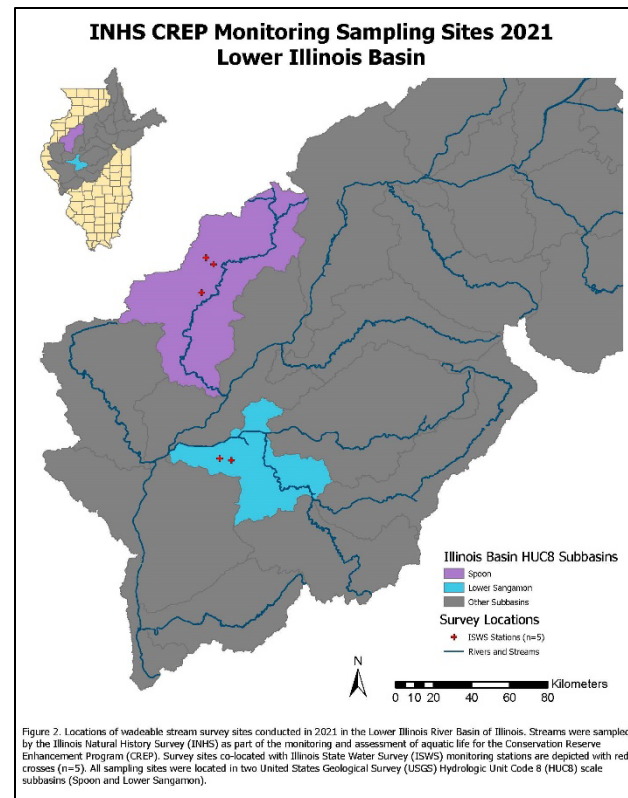 INHS CREP Monitoring Sampling Sites 2021
Lower Illinois Basin
Illinois Basin HUC8 Subbasins
Spoon
Lower Sangamon
Other Subbasins
Survey Locations
ISWS Stations (n=5)
Rivers and Streams
N
Kilometers
0 10 20 40 60 80
Figure 2. Locations of wadeable stream survey sites conducted in 2021 in the Lower Illinois River Basin of Illinois. Streams were sampled
by the Illinois Natural History Survey (INHS) as part of the monitoring and assessment of aquatic life for the Conservation Reserve
Enhancement Program (CREP). Survey sites co-located with Illinois State Water Survey (ISWS) monitoring stations are depicted with red
crosses (n=5). All sampling sites were located in two United States Geological Survey (USGS) Hydrologic Unit Code 8 (HUC8) scale
subbasins (Spoon and Lower Sangamon).